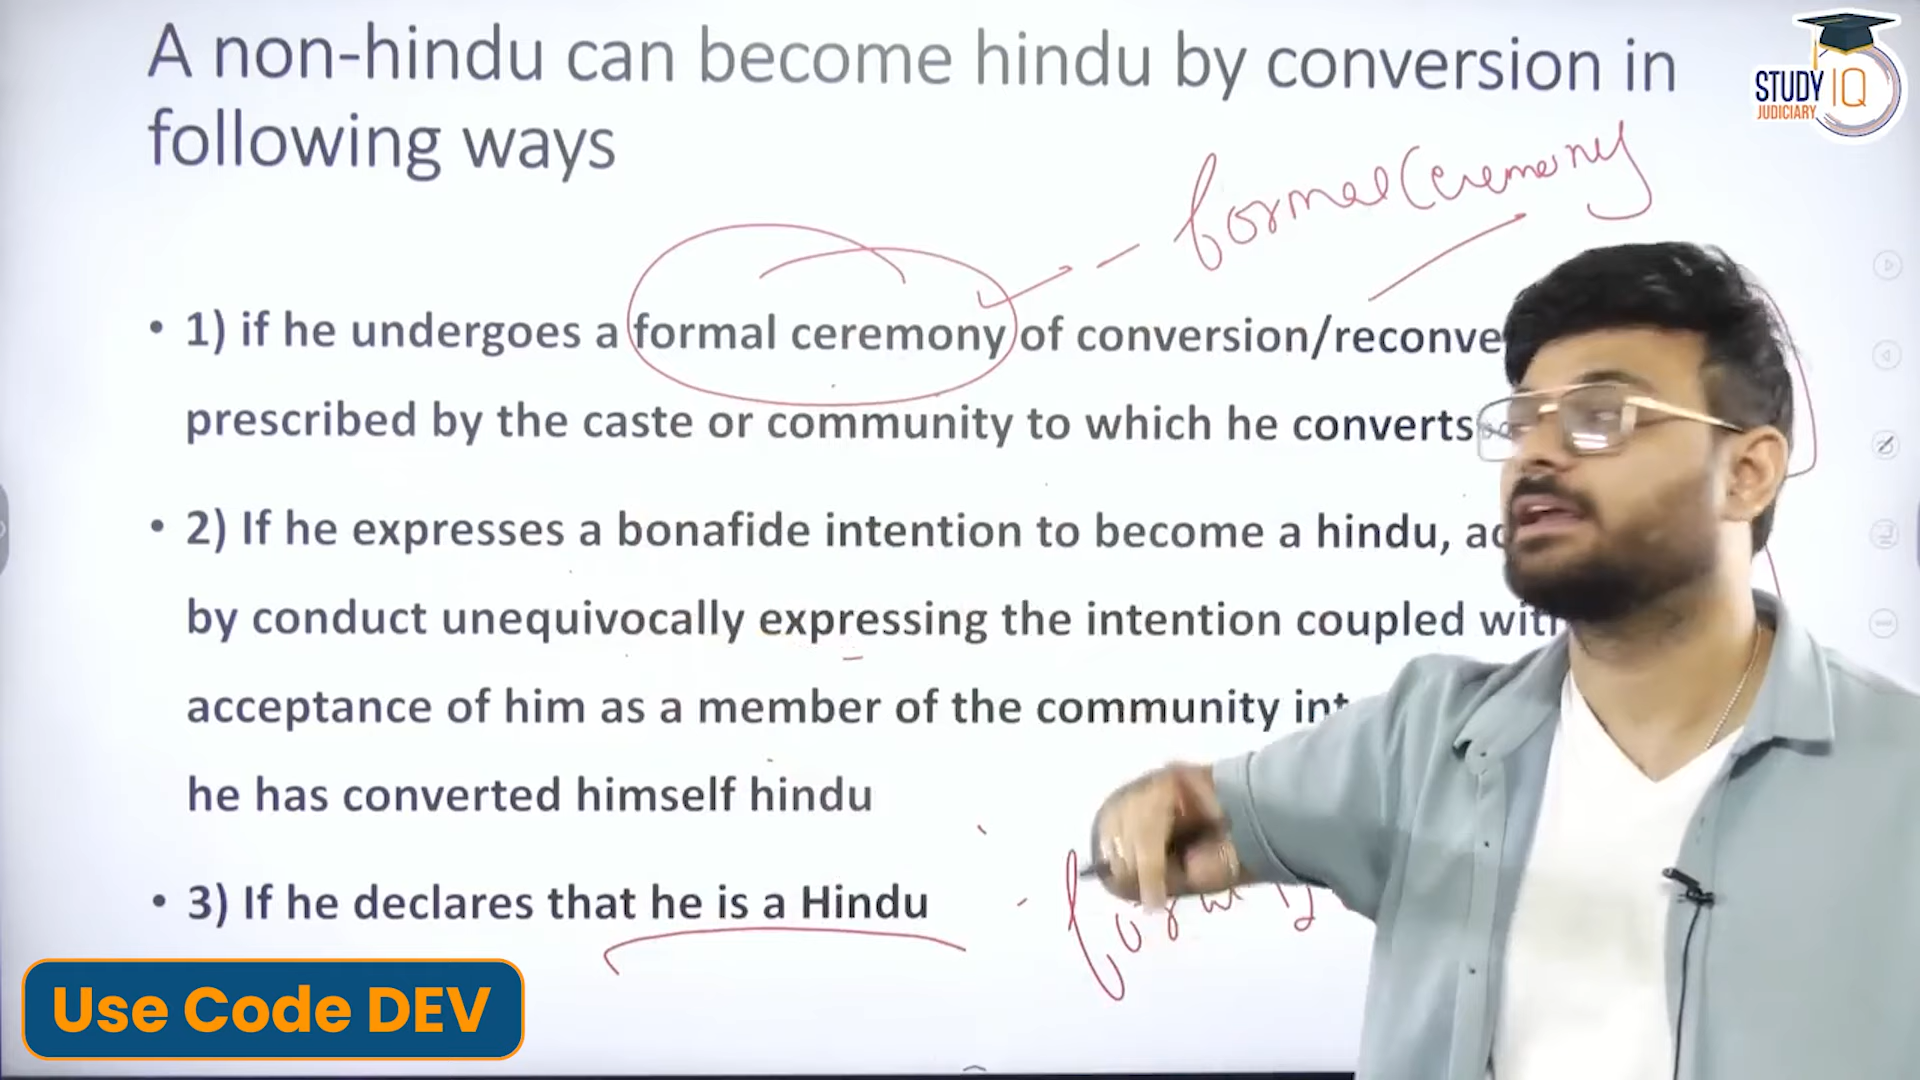 A non-hindu can become hindu by conversion in
following ways
STUDY IQ
JUDICIARY
formal Ceremony
• 1) if he undergoes a formal ceremony of conversion/reconve
prescribed by the caste or community to which he converts
• 2) If he expresses a bonafide intention to become a hindu, ac
by conduct unequivocally expressing the intention coupled with
acceptance of him as a member of the community int
he has converted himself hindu
• 3) If he declares that he is a Hindu
Use Code DEV